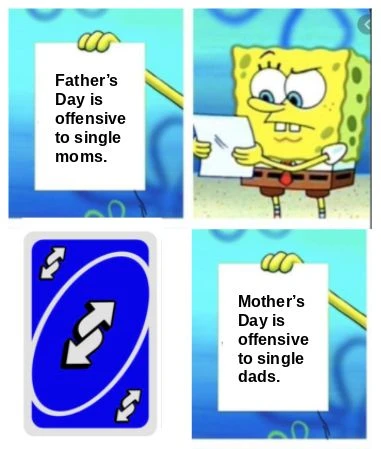 Father's
Day is
offensive
to single
moms.
Mother's
Day is
offensive
to single
dads.